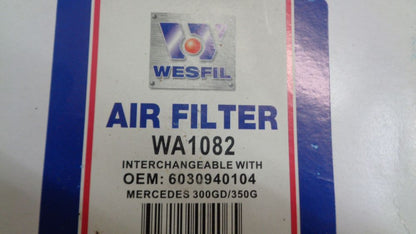 WESFIL
AIR FILTER
WA1082
INTERCHANGEABLE WITH
OEM: 6030940104
MERCEDES 300GD/350G